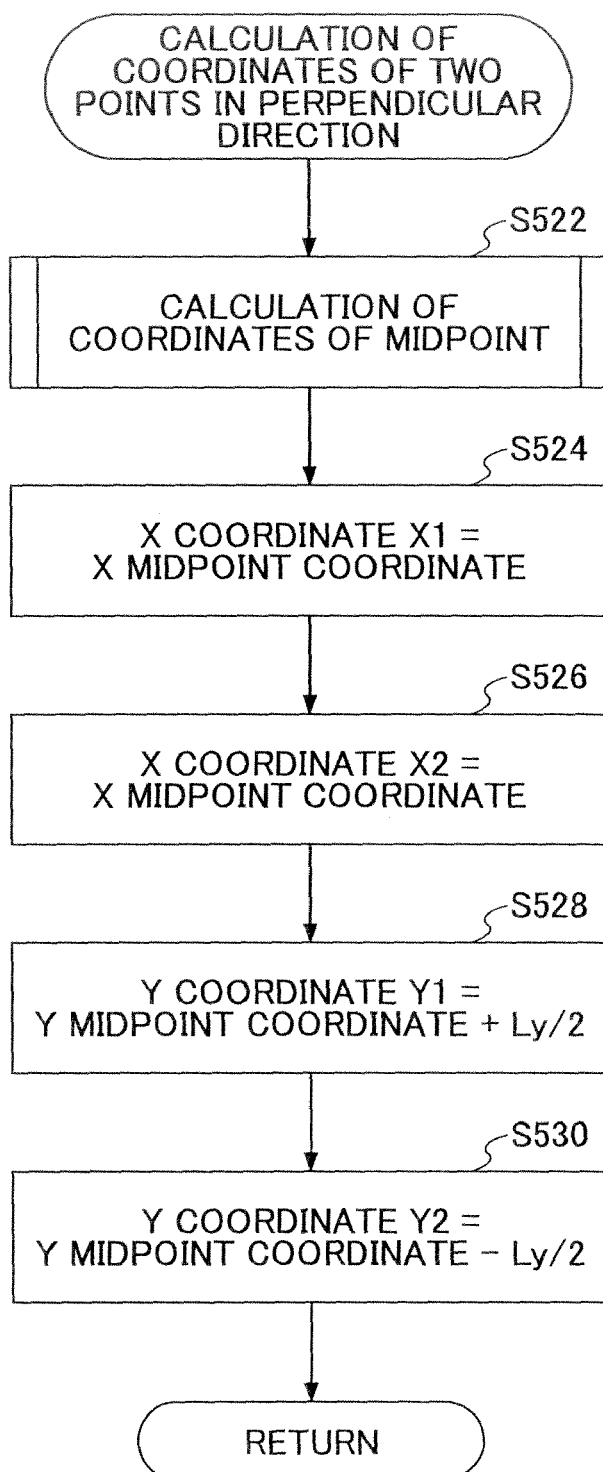 CALCULATION OF
COORDINATES OF TWO
POINTS IN PERPENDICULAR
DIRECTION
S522
CALCULATION OF
COORDINATES OF MIDPOINT
S524
X COORDINATE X1 =
X MIDPOINT COORDINATE
S526
X COORDINATE X2 =
X MIDPOINT COORDINATE
S528
Y COORDINATE Y1 =
Y MIDPOINT COORDINATE + Ly/2
S530
Y COORDINATE Y2 =
Y MIDPOINT COORDINATE − Ly/2
RETURN